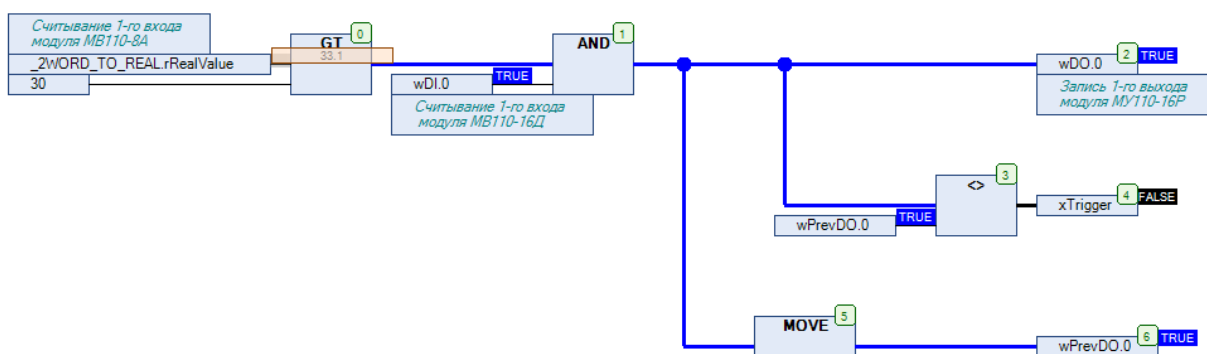 Считывание 1-го входа
модуля МВ110-8А
_2WORD_TO_REAL.rRealValue
30
GT
0
33.1
AND
1
wDI.0
TRUE
Считывание 1-го входа
модуля МВ110-16Д
wDO.0
2
TRUE
Запись 1-го выхода
модуля МУ110-16Р
<>
3
wPrevDO.0
TRUE
xTrigger
4
FALSE
MOVE
5
wPrevDO.0
6
TRUE